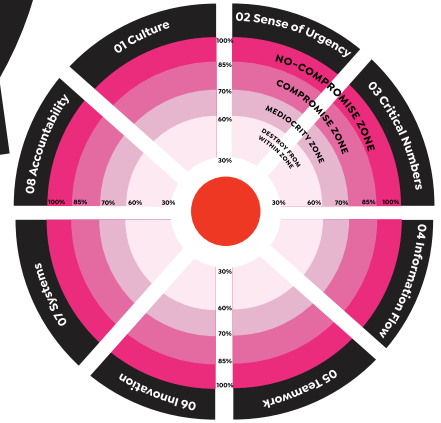 01 Culture
02 Sense of Urgency
03 Critical Numbers
04 Information Flow
05 Teamwork
06 Innovation
07 Systems
08 Accountability
NO-COMPROMISE ZONE
COMPROMISE ZONE
MEDIOCRITY ZONE
DESTROY FROM
WITHIN ZONE
100%
85%
70%
60%
30%
100% 85% 70% 60% 30%
30% 60% 70% 85% 100%
30%
60%
70%
85%
100%